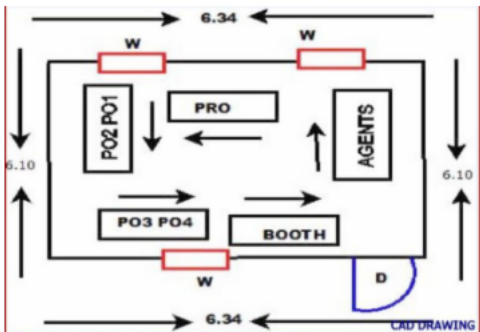 6.34
W
W
PO2 PO1
PRO
AGENTS
6.10
6.10
PO3 PO4
BOOTH
W
D
6.34
CAD DRAWING